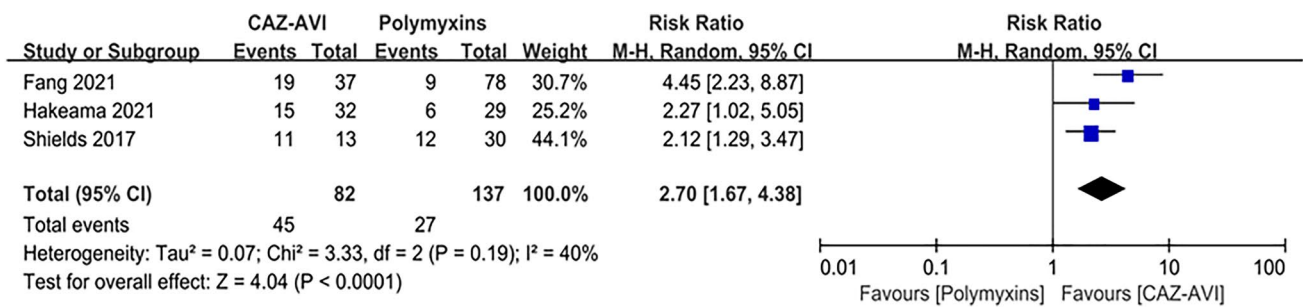 CAZ-AVI Polymyxins Risk Ratio Risk Ratio
Study or Subgroup Events Total Events Total Weight M-H, Random, 95% CI M-H, Random, 95% CI
Fang 2021 19 37 9 78 30.7% 4.45 [2.23, 8.87]
Hakeama 2021 15 32 6 29 25.2% 2.27 [1.02, 5.05]
Shields 2017 11 13 12 30 44.1% 2.12 [1.29, 3.47]
Total (95% CI) 82 137 100.0% 2.70 [1.67, 4.38]
Total events 45 27
Heterogeneity: Tau² = 0.07; Chi² = 3.33, df = 2 (P = 0.19); I² = 40%
Test for overall effect: Z = 4.04 (P < 0.0001)
0.01 0.1 1 10 100
Favours [Polymyxins] Favours [CAZ-AVI]